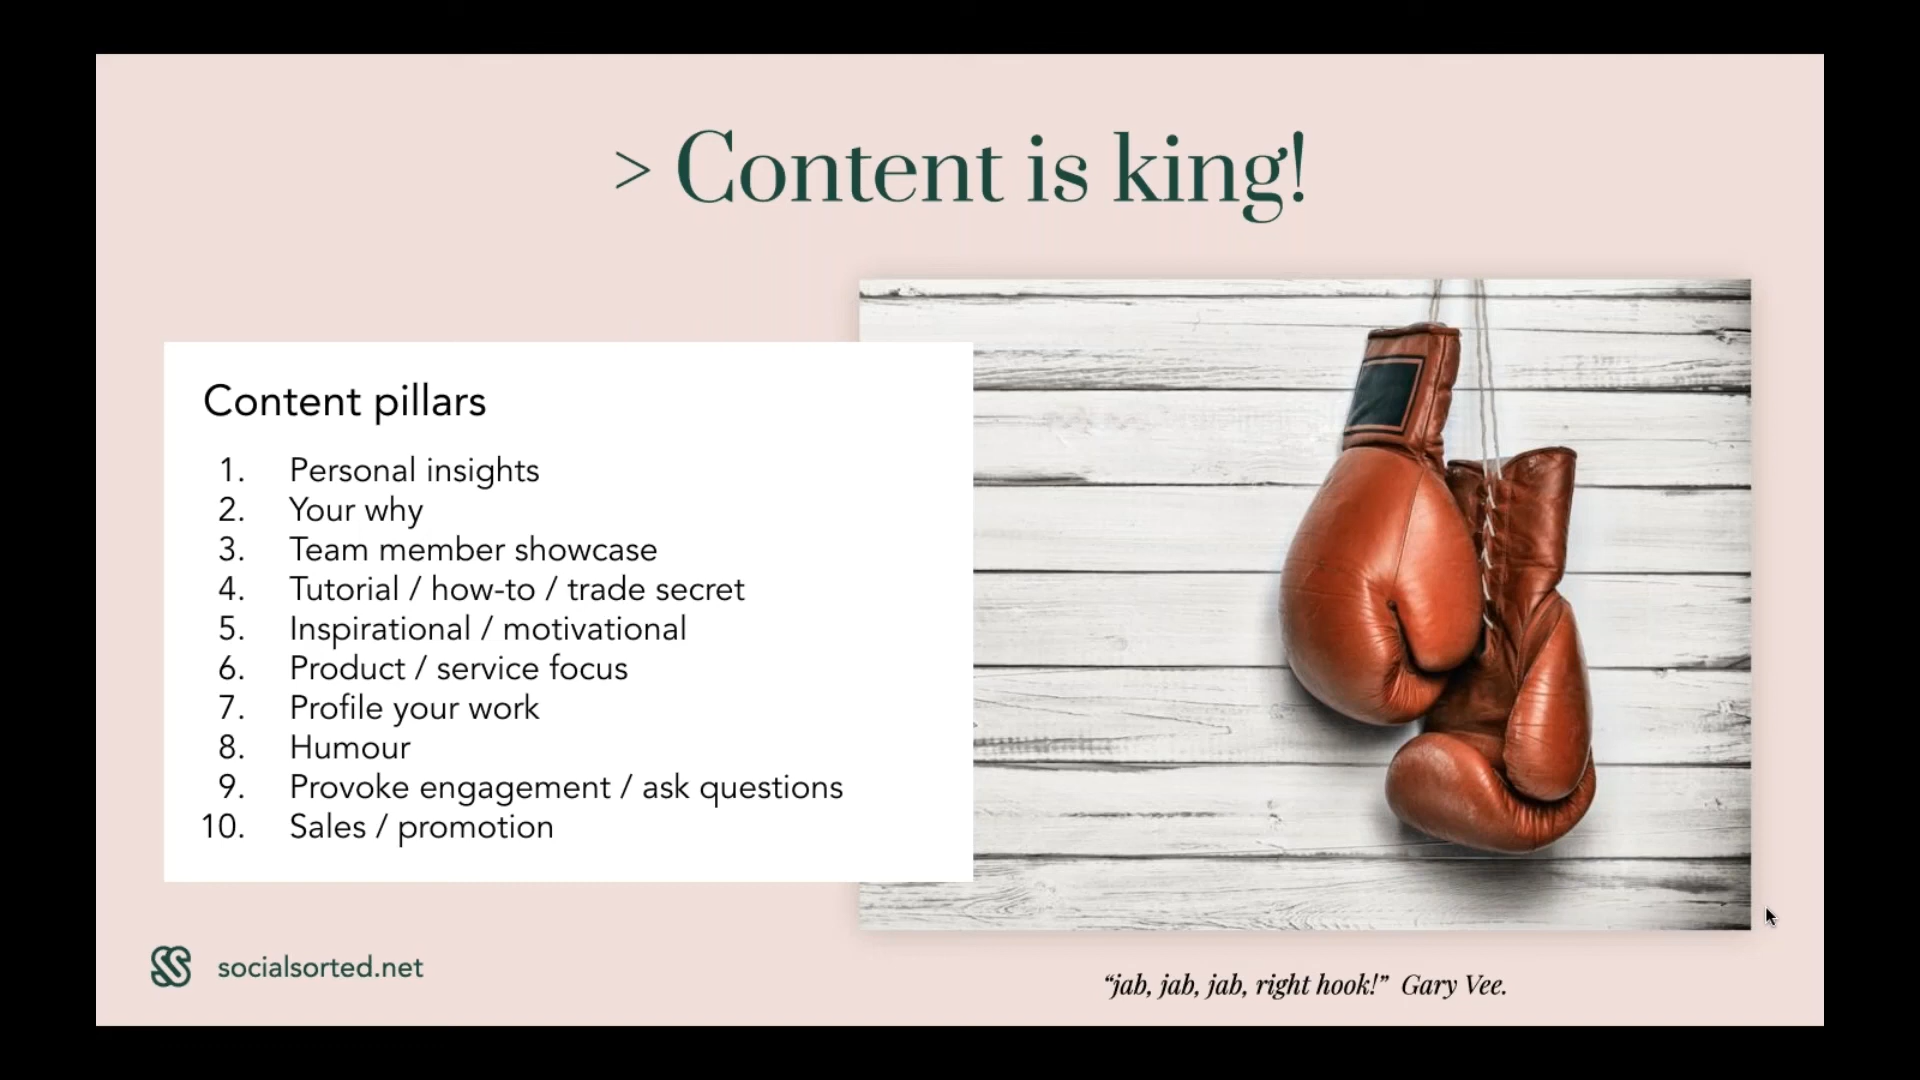 > Content is king!
Content pillars
1. Personal insights
2. Your why
3. Team member showcase
4. Tutorial / how-to / trade secret
5. Inspirational / motivational
6. Product / service focus
7. Profile your work
8. Humour
9. Provoke engagement / ask questions
10. Sales / promotion
socialsorted.net
“jab, jab, jab, right hook!” Gary Vee.